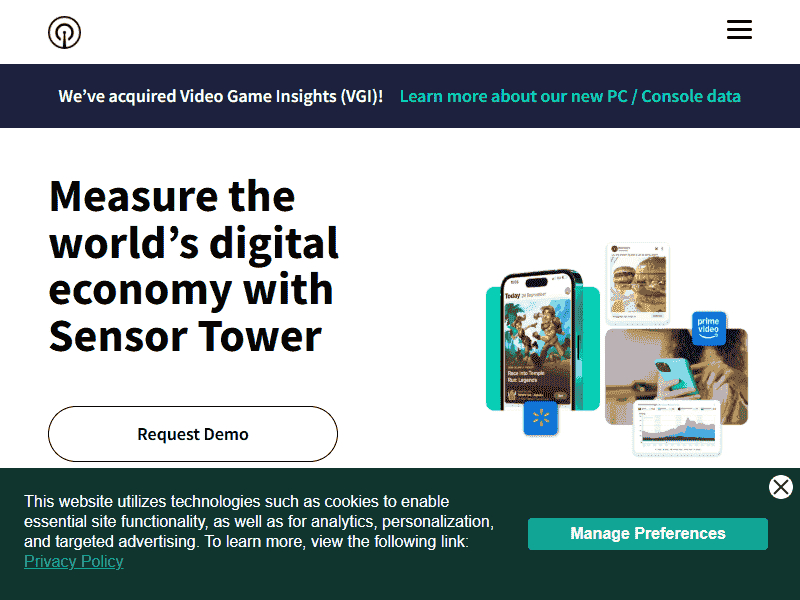 We've acquired Video Game Insights (VGI)! Learn more about our new PC / Console data
Measure the
world's digital
economy with
Sensor Tower
Today
Race into Temple
Run: Legends
prime
video
Request Demo
This website utilizes technologies such as cookies to enable
essential site functionality, as well as for analytics, personalization,
and targeted advertising. To learn more, view the following link:
Privacy Policy
Manage Preferences